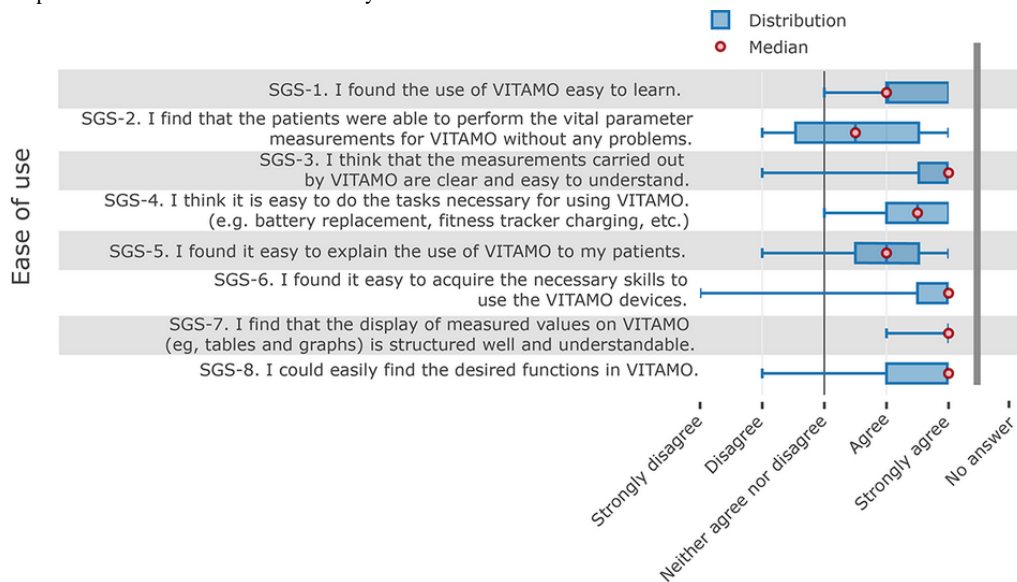 Distribution
Median
Ease of use
SGS-1. I found the use of VITAMO easy to learn.
SGS-2. I find that the patients were able to perform the vital parameter
measurements for VITAMO without any problems.
SGS-3. I think that the measurements carried out
by VITAMO are clear and easy to understand.
SGS-4. I think it is easy to do the tasks necessary for using VITAMO.
(e.g. battery replacement, fitness tracker charging, etc.)
SGS-5. I found it easy to explain the use of VITAMO to my patients.
SGS-6. I found it easy to acquire the necessary skills to
use the VITAMO devices.
SGS-7. I find that the display of measured values on VITAMO
(eg, tables and graphs) is structured well and understandable.
SGS-8. I could easily find the desired functions in VITAMO.
Strongly disagree
Disagree
Neither agree nor disagree
Agree
Strongly agree
No answer